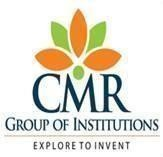 CMR
GROUP OF INSTITUTIONS
EXPLORE TO INVENT